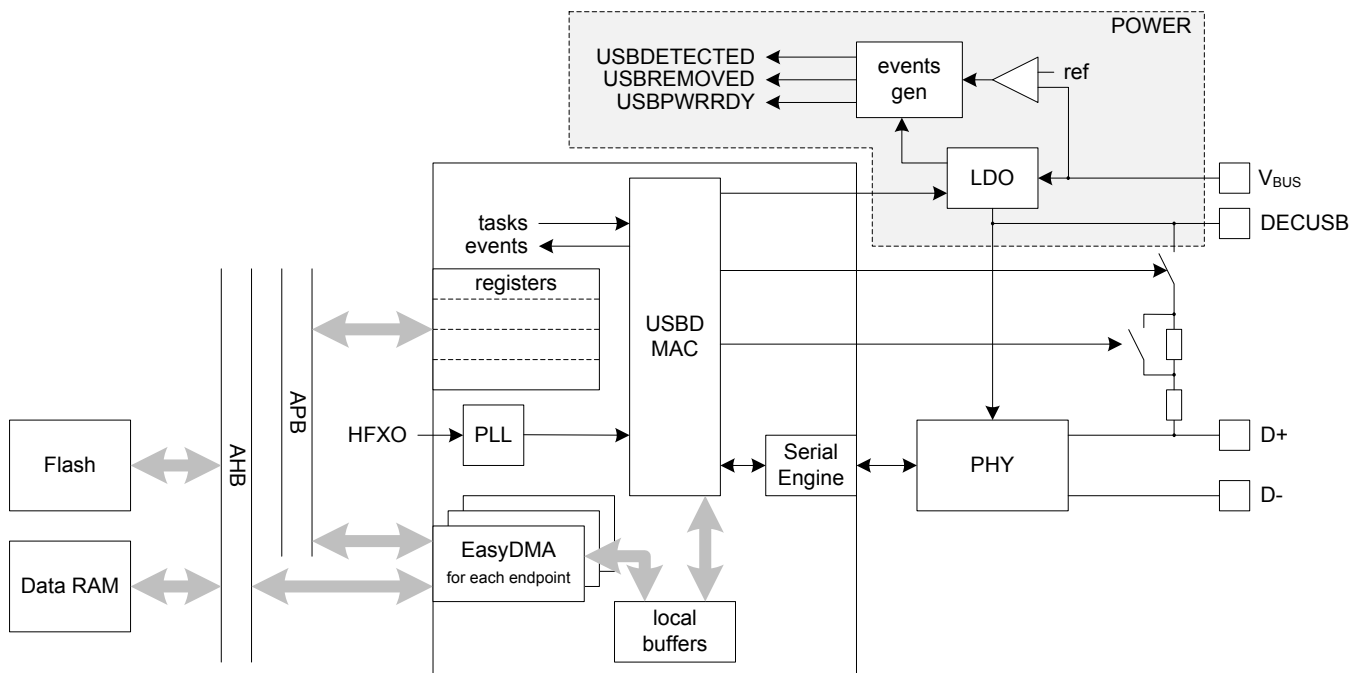 POWER
USBDETECTED
USBREMOVED
USBPWRRDY
events
gen
ref
LDO
VBUS
DECUSB
tasks
events
registers
USBD
MAC
APB
AHB
HFXO
PLL
Serial
Engine
PHY
D+
D-
Flash
Data RAM
EasyDMA
for each endpoint
local
buffers